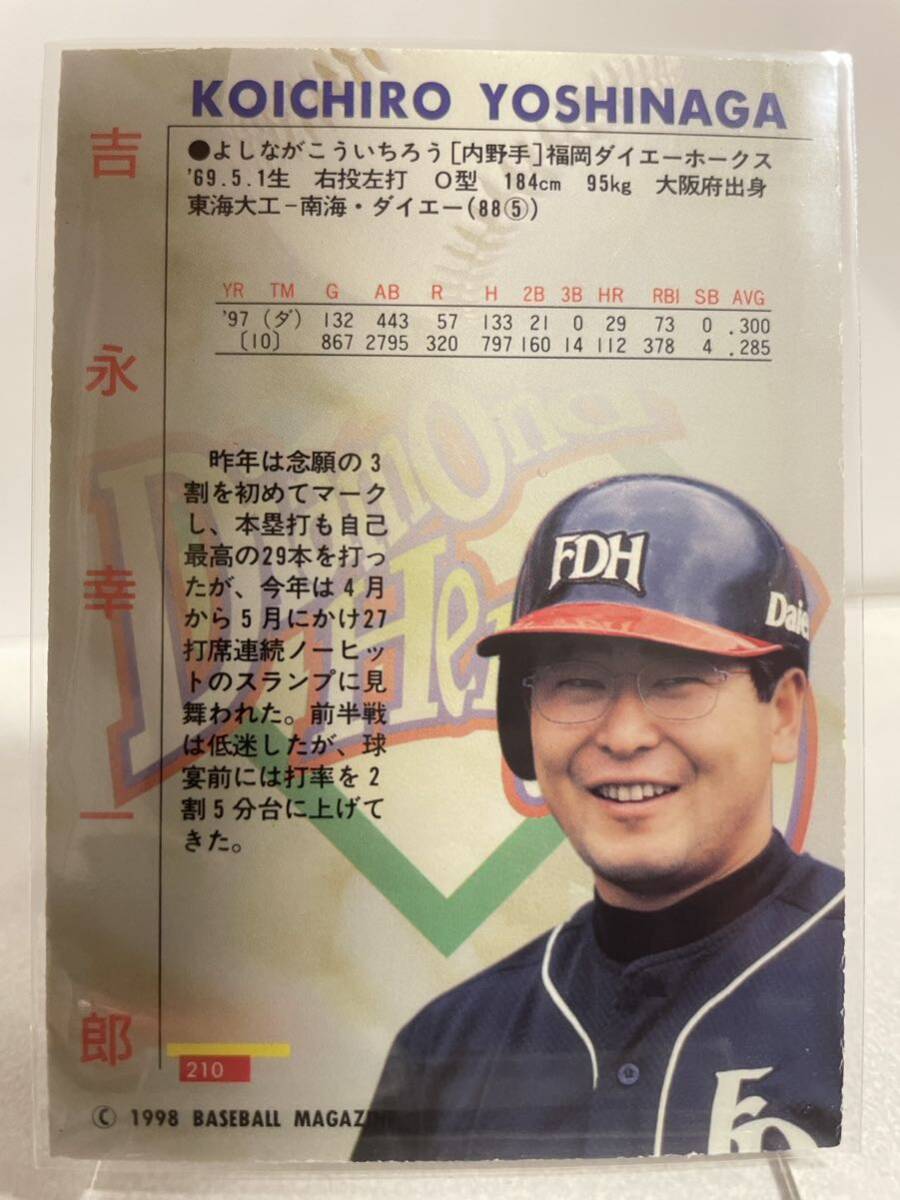 KOICHIRO YOSHINAGA
吉永幸一郎
●よしながこういちろう[内野手]福岡ダイエーホークス
'69.5.1生 右投左打 O型 184cm 95kg 大阪府出身
東海大工−南海・ダイエー(88⑤)
YR TM G AB R H 2B 3B HR RBI SB AVG
'97 (ダ) 132 443 57 133 21 0 29 73 0 .300
[10] 867 2795 320 797 160 14 112 378 4 .285
昨年は念願の3
割を初めてマーク
し、本塁打も自己
最高の29本を打っ
たが、今年は4月
から5月にかけ27
打席連続ノーヒッ
トのスランプに見
舞われた。前半戦
は低迷したが、球
宴前には打率を2
割5分台に上げて
きた。
Diamond
Heroes
FDH
Daie
210
© 1998 BASEBALL MAGAZINE